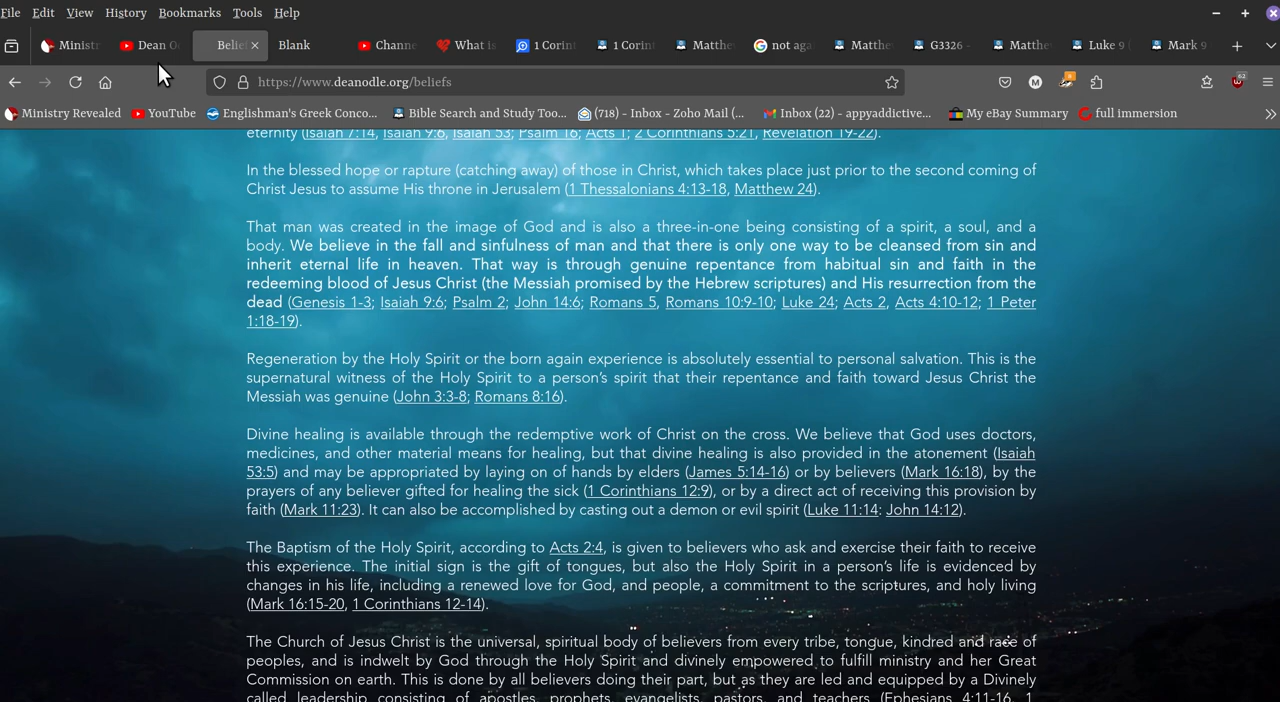 File Edit View History Bookmarks Tools Help
Ministr Dean O Belie Blank Channe What is 1 Corint 1 Corint Matthe not aga Matthe G3326 - Matthe Luke 9 ( Mark 9
https://www.deanodle.org/beliefs
Ministry Revealed YouTube Englishman's Greek Conco... Bible Search and Study Too... (718) - Inbox - Zoho Mail (... Inbox (22) - appyaddictive... My eBay Summary full immersion
eternity (Isaiah 7:14, Isaiah 9:6, Isaiah 53; Psalm 16; Acts 1; 2 Corinthians 5:21, Revelation 19-22).
In the blessed hope or rapture (catching away) of those in Christ, which takes place just prior to the second coming of
Christ Jesus to assume His throne in Jerusalem (1 Thessalonians 4:13-18, Matthew 24).
That man was created in the image of God and is also a three-in-one being consisting of a spirit, a soul, and a
body. We believe in the fall and sinfulness of man and that there is only one way to be cleansed from sin and
inherit eternal life in heaven. That way is through genuine repentance from habitual sin and faith in the
redeeming blood of Jesus Christ (the Messiah promised by the Hebrew scriptures) and His resurrection from the
dead (Genesis 1-3; Isaiah 9:6; Psalm 2; John 14:6; Romans 5, Romans 10:9-10; Luke 24; Acts 2, Acts 4:10-12; 1 Peter
1:18-19).
Regeneration by the Holy Spirit or the born again experience is absolutely essential to personal salvation. This is the
supernatural witness of the Holy Spirit to a person's spirit that their repentance and faith toward Jesus Christ the
Messiah was genuine (John 3:3-8; Romans 8:16).
Divine healing is available through the redemptive work of Christ on the cross. We believe that God uses doctors,
medicines, and other material means for healing, but that divine healing is also provided in the atonement (Isaiah
53:5) and may be appropriated by laying on of hands by elders (James 5:14-16) or by believers (Mark 16:18), by the
prayers of any believer gifted for healing the sick (1 Corinthians 12:9), or by a direct act of receiving this provision by
faith (Mark 11:23). It can also be accomplished by casting out a demon or evil spirit (Luke 11:14: John 14:12).
The Baptism of the Holy Spirit, according to Acts 2:4, is given to believers who ask and exercise their faith to receive
this experience. The initial sign is the gift of tongues, but also the Holy Spirit in a person's life is evidenced by
changes in his life, including a renewed love for God, and people, a commitment to the scriptures, and holy living
(Mark 16:15-20, 1 Corinthians 12-14).
The Church of Jesus Christ is the universal, spiritual body of believers from every tribe, tongue, kindred and race of
peoples, and is indwelt by God through the Holy Spirit and divinely empowered to fulfill ministry and her Great
Commission on earth. This is done by all believers doing their part, but as they are led and equipped by a Divinely
called leadership consisting of apostles, prophets, evangelists, pastors, and teachers (Ephesians 4:11-16, 1